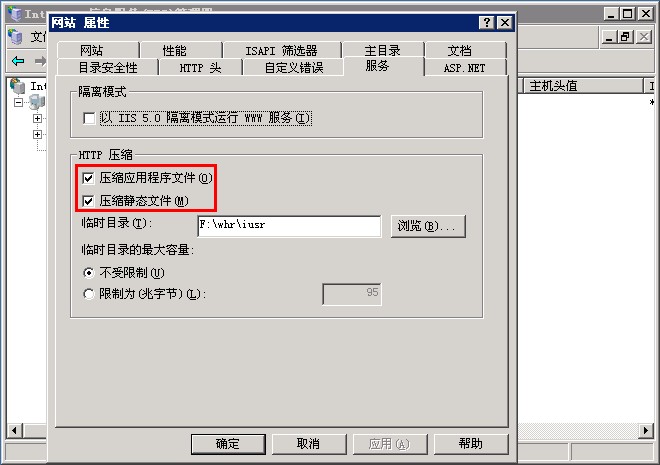 网站 属性
文件
网站 性能 ISAPI 筛选器 主目录 文档
目录安全性 HTTP 头 自定义错误 服务 ASP.NET
主机头值
隔离模式
以 IIS 5.0 隔离模式运行 WWW 服务(I)
HTTP 压缩
压缩应用程序文件(O)
压缩静态文件(M)
临时目录(T): F:\whr\iusr 浏览(B)...
临时目录的最大容量:
不受限制(U)
限制为(兆字节)(L): 95
确定 取消 应用(A) 帮助